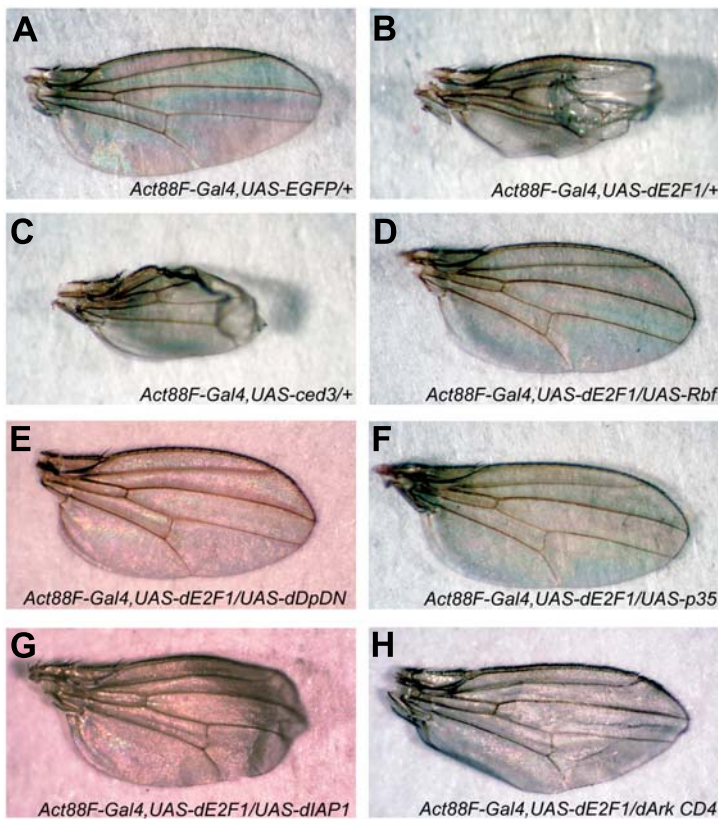 A
Act88F-Gal4,UAS-EGFP/+
B
Act88F-Gal4,UAS-dE2F1/+
C
Act88F-Gal4,UAS-ced3/+
D
Act88F-Gal4,UAS-dE2F1/UAS-Rbf
E
Act88F-Gal4,UAS-dE2F1/UAS-dDpDN
F
Act88F-Gal4,UAS-dE2F1/UAS-p35
G
Act88F-Gal4,UAS-dE2F1/UAS-dIAP1
H
Act88F-Gal4,UAS-dE2F1/dArk CD4